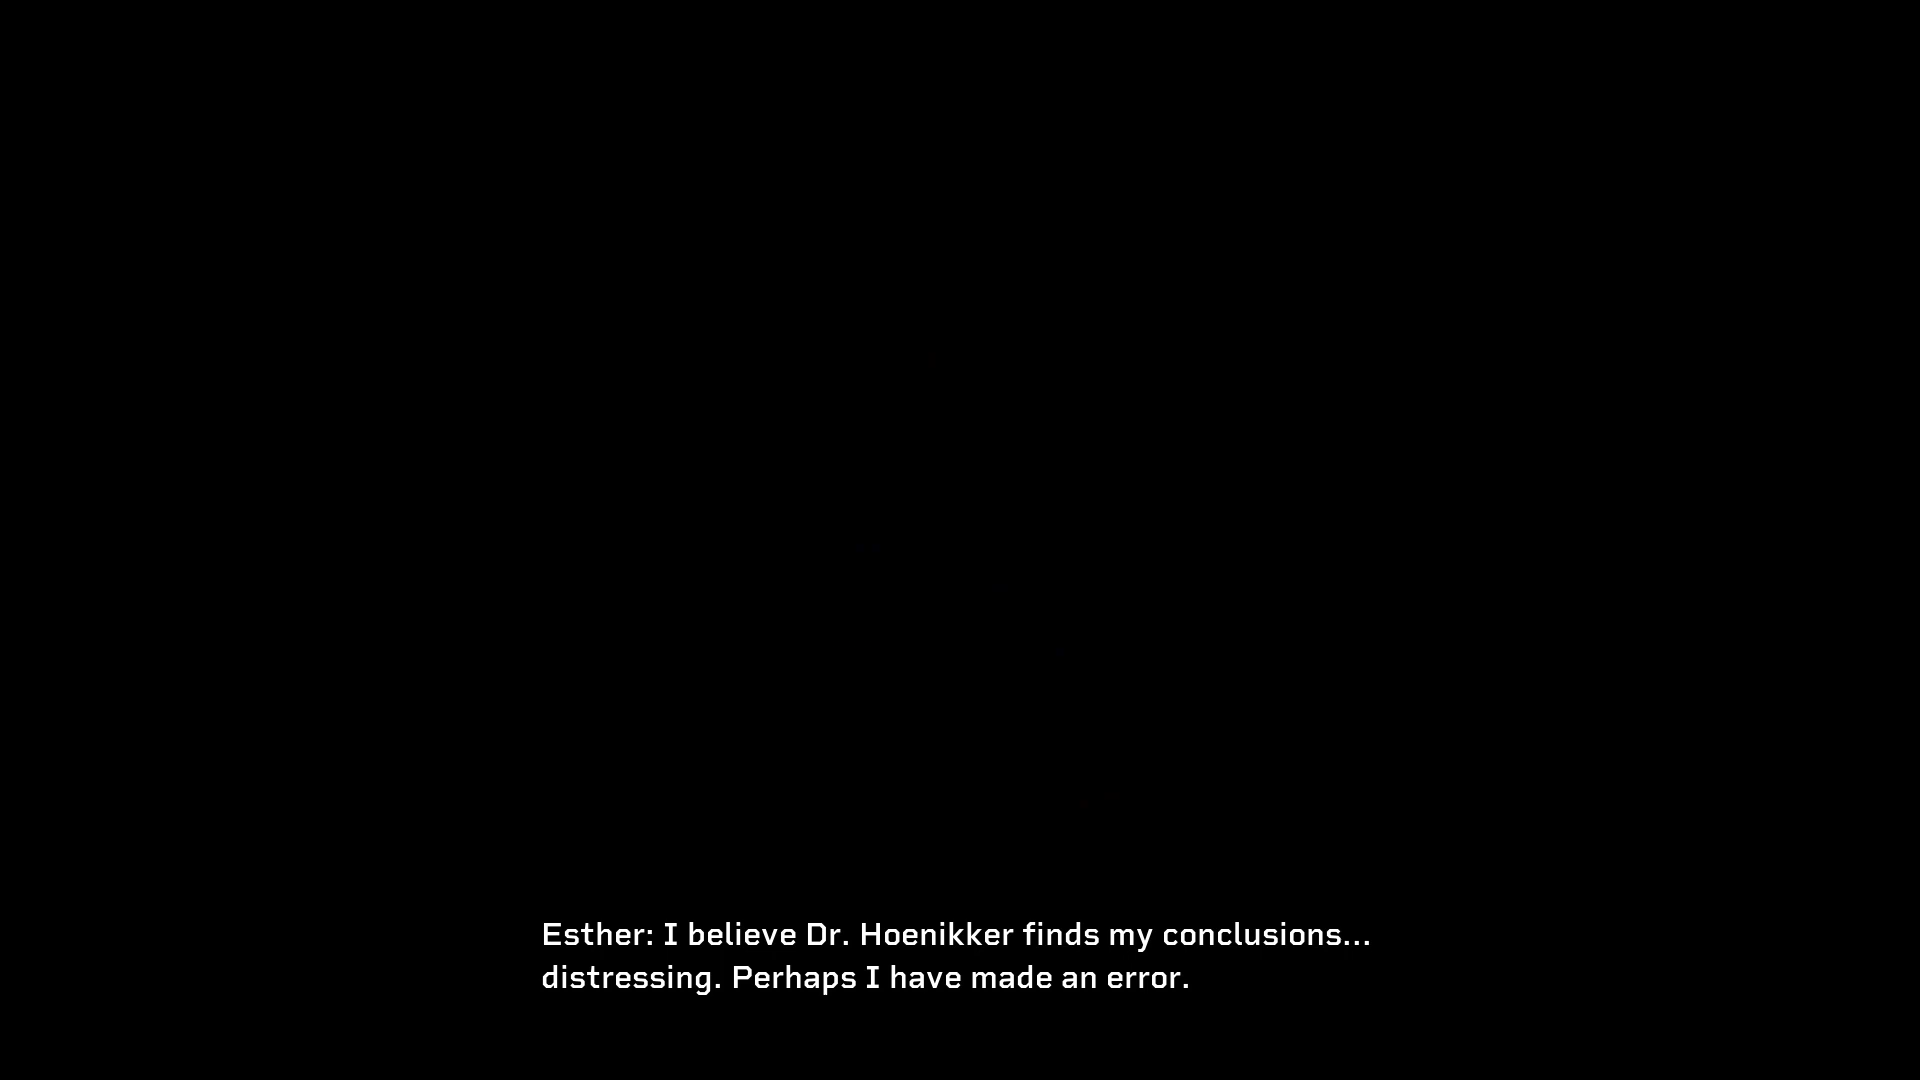 Esther: I believe Dr. Hoenikker finds my conclusions...
distressing. Perhaps I have made an error.